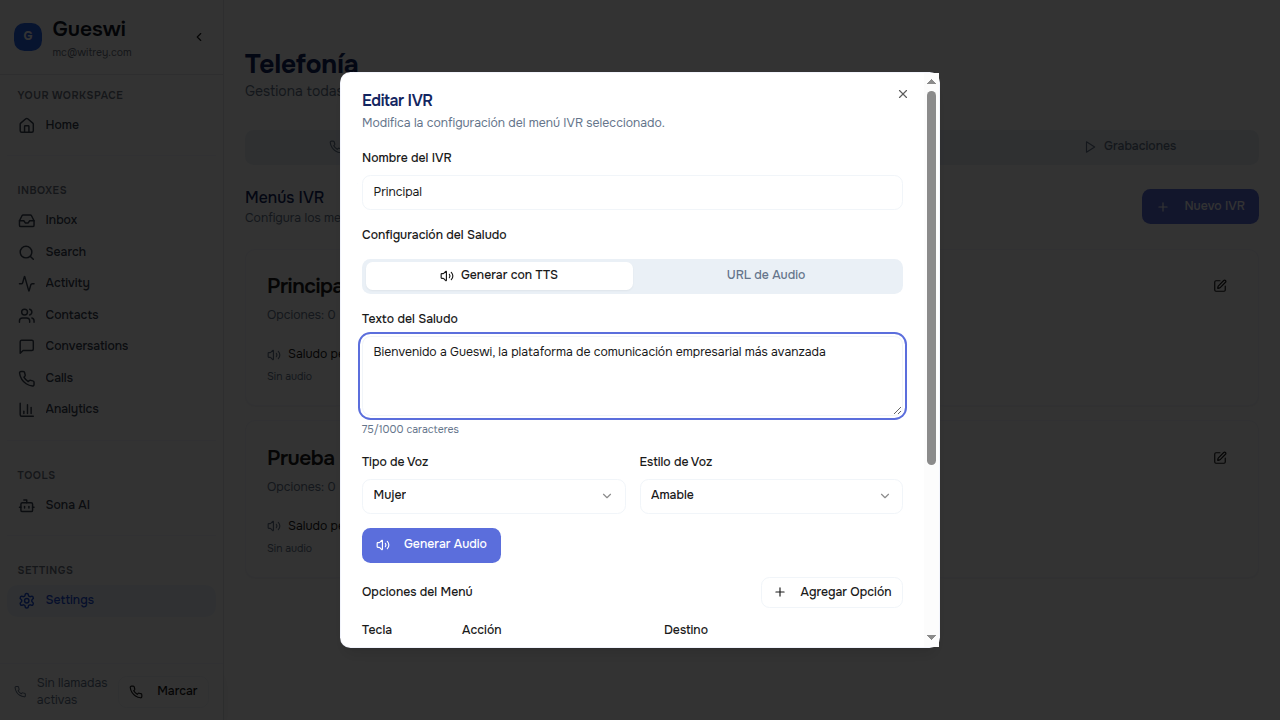 G
Gueswi
mc@witrey.com
YOUR WORKSPACE
Home
INBOXES
Inbox
Search
Activity
Contacts
Conversations
Calls
Analytics
TOOLS
Sona AI
SETTINGS
Settings
Sin llamadas
activas
Marcar
Telefonía
Gestiona todas
Grabaciones
Menús IVR
Configura los me
Nuevo IVR
Principa
Opciones: 0
Saludo pe
Sin audio
Prueba
Opciones: 0
Saludo pe
Sin audio
Editar IVR
Modifica la configuración del menú IVR seleccionado.
Nombre del IVR
Principal
Configuración del Saludo
Generar con TTS
URL de Audio
Texto del Saludo
Bienvenido a Gueswi, la plataforma de comunicación empresarial más avanzada
75/1000 caracteres
Tipo de Voz
Estilo de Voz
Mujer
Amable
Generar Audio
Opciones del Menú
Agregar Opción
Tecla
Acción
Destino